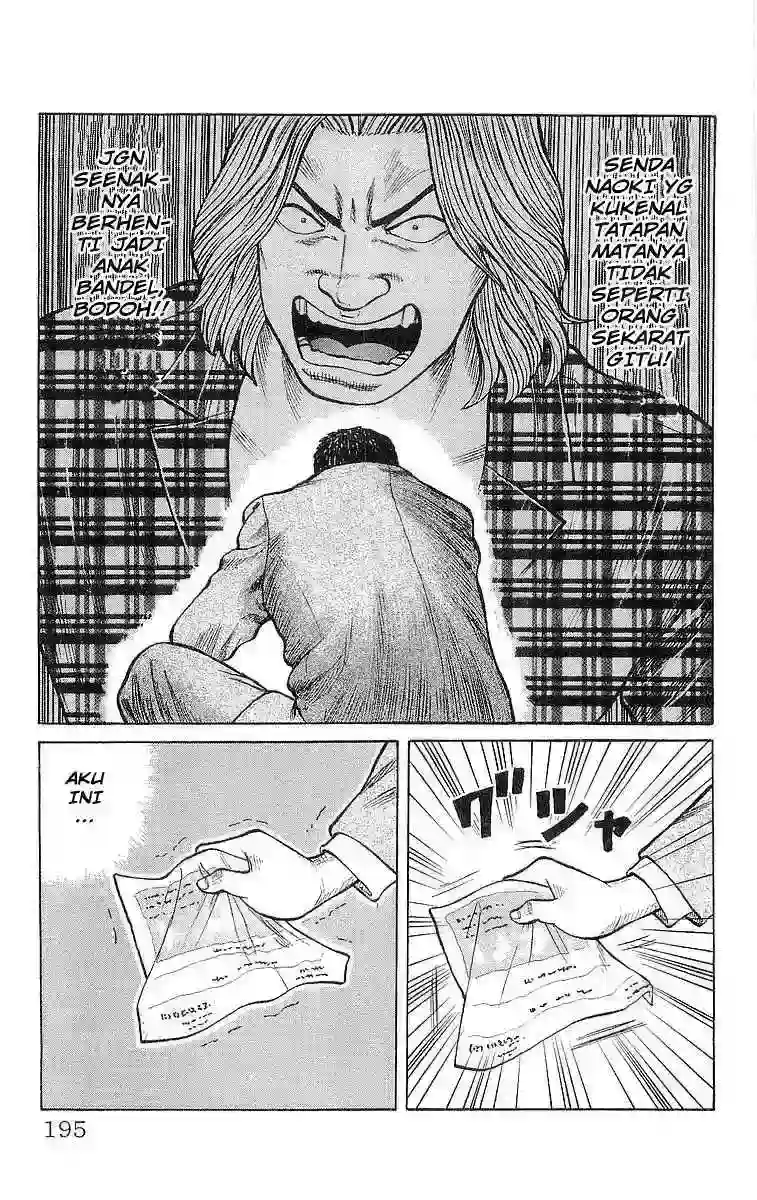 SENDA
NAOKI YG
KUKENAL
TATAPAN
MATANYA
TIDAK
SEPERTI
ORANG
SEKARAT
GITU!
JGN
SEENAK-
NYA
BERHEN-
TI JADI
ANAK
BANDEL,
BODOH!!
グシャ
AKU
INI
...
195